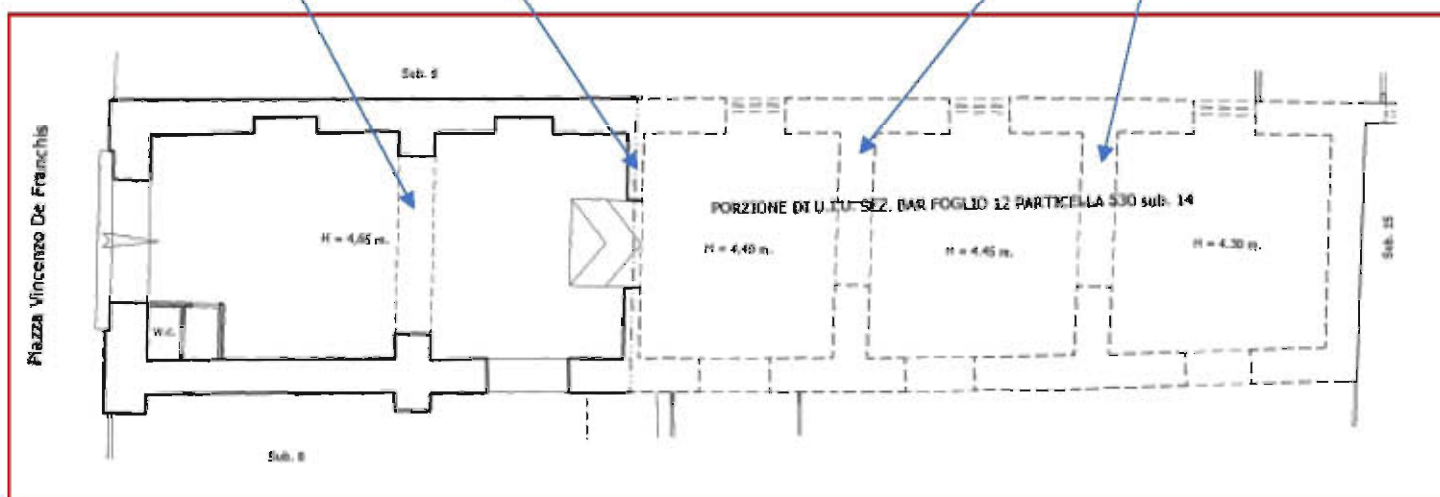 Sub. 6
Piazza Vincenzo De Franchis
PORZIONE DI U.I.U. SEZ. BAR FOGLIO 12 PARTICELLA 530 sub. 14
H = 4,65 m.
H = 4,40 m.
H = 4,45 m.
H = 4,30 m.
Sub. 15
W.C.
Sub. 8